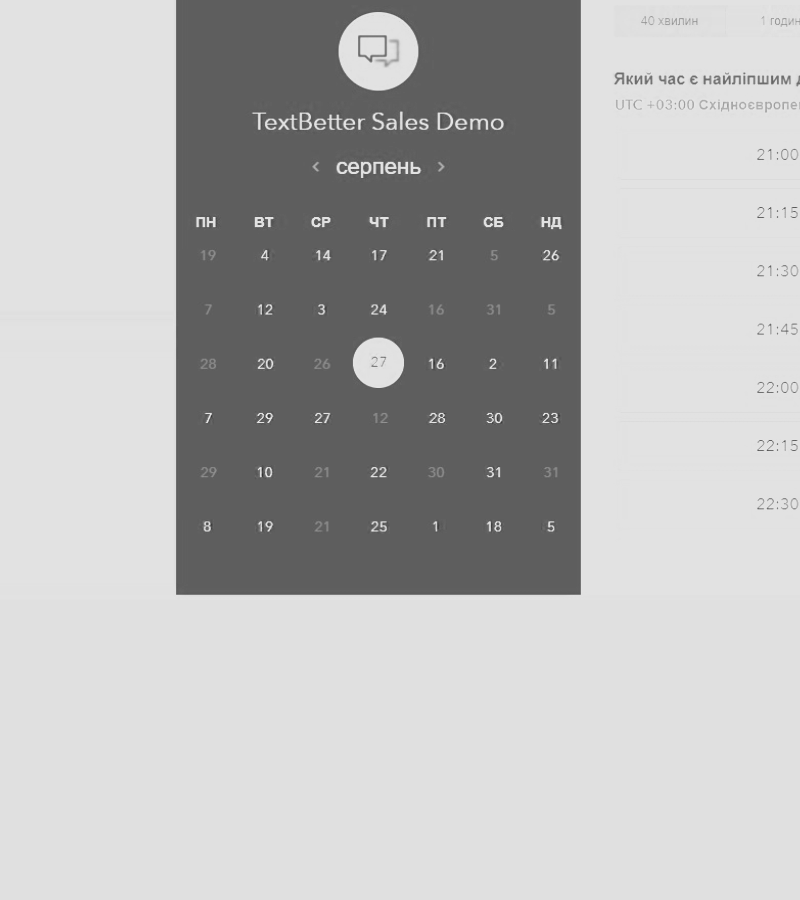 40 хвилин 1 годин
TextBetter Sales Demo
< серпень >
ПН ВТ СР ЧТ ПТ СБ НД
19 4 14 17 21 5 26
7 12 3 24 16 31 5
28 20 26 27 16 2 11
7 29 27 12 28 30 23
29 10 21 22 30 31 31
8 19 21 25 1 18 5
Який час є найліпшим д
UTC +03:00 Східноєвропей
21:00
21:15
21:30
21:45
22:00
22:15
22:30